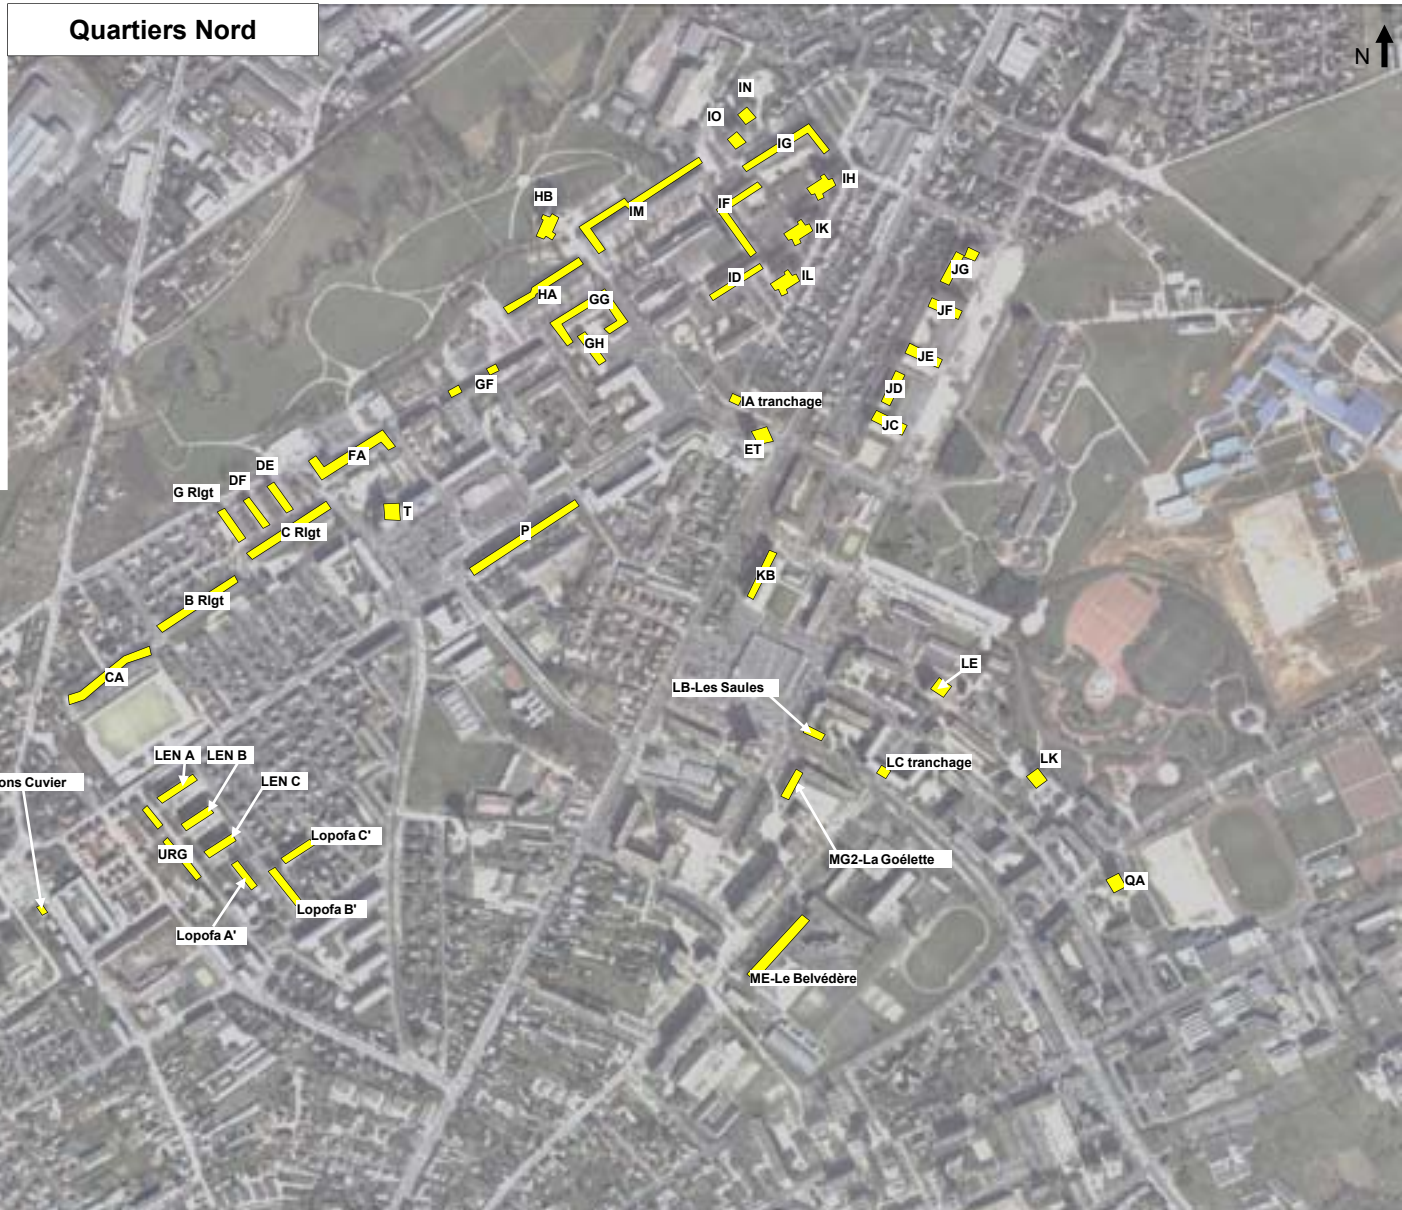 Quartiers Nord
N
IN
IO
IG
IH
HB
IF
IM
IK
JG
ID
IL
HA
GG
JF
GH
JE
GF
JD
IA tranchage
JC
ET
FA
DE
DF
G Rlgt
T
C Rlgt
P
KB
B Rlgt
LE
CA
LB-Les Saules
LEN A
LEN B
LK
LC tranchage
ons Cuvier
LEN C
Lopofa C'
URG
MG2-La Goélette
QA
Lopofa B'
Lopofa A'
ME-Le Belvédère